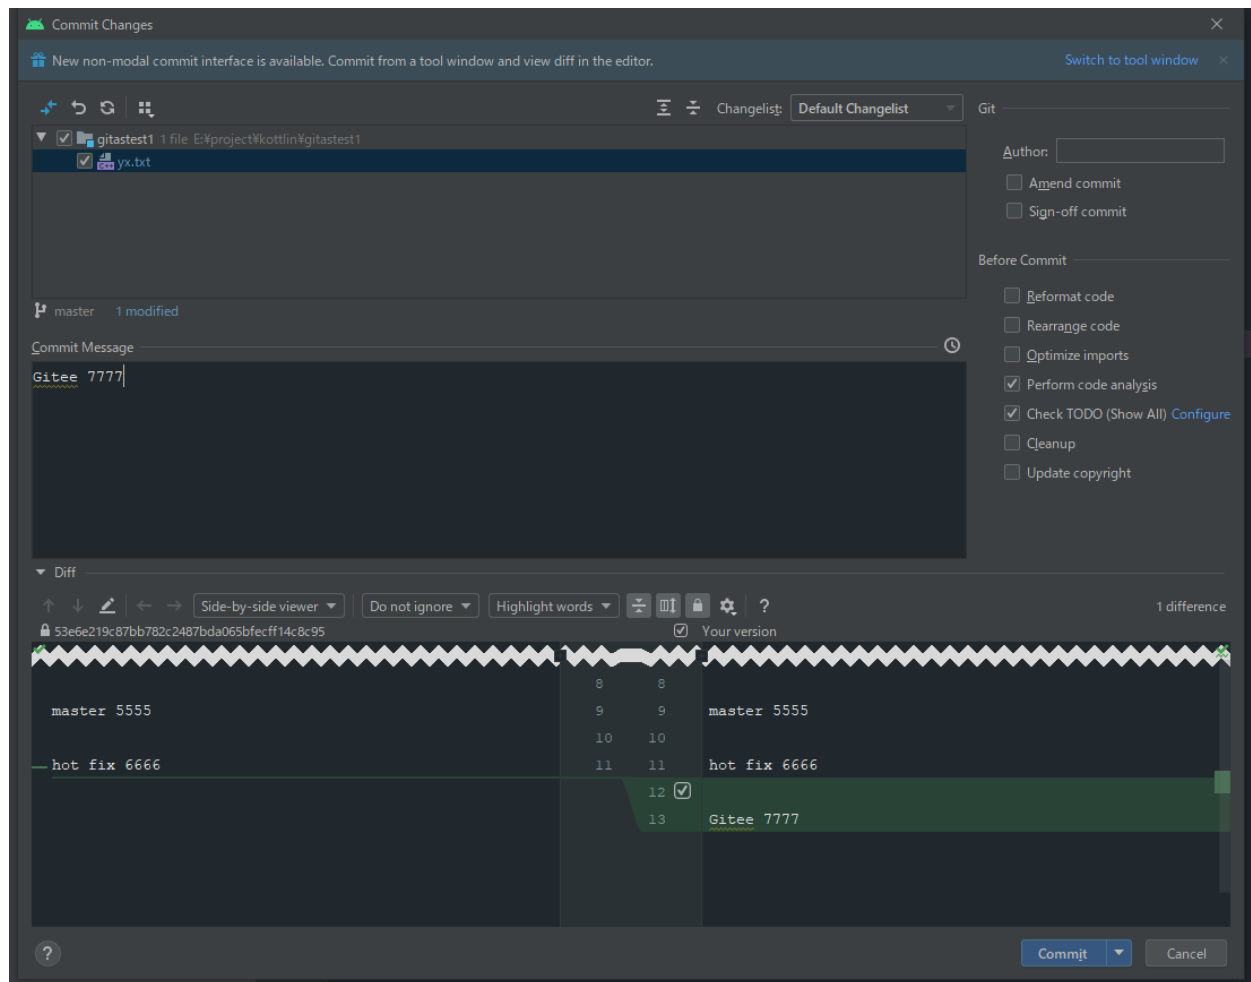 Commit Changes
New non-modal commit interface is available. Commit from a tool window and view diff in the editor.
Switch to tool window
Changelist:
Default Changelist
gitastest1 1 file E:¥project¥kottlin¥gitastest1
yx.txt
master 1 modified
Commit Message
Gitee 7777
Git
Author:
Amend commit
Sign-off commit
Before Commit
Reformat code
Rearrange code
Optimize imports
Perform code analysis
Check TODO (Show All) Configure
Cleanup
Update copyright
Diff
Side-by-side viewer
Do not ignore
Highlight words
?
1 difference
53e6e219c87bb782c2487bda065bfecff14c8c95
Your version
8 8
master 5555 9 9 master 5555
10 10
hot fix 6666 11 11 hot fix 6666
12
13 Gitee 7777
?
Commit
Cancel